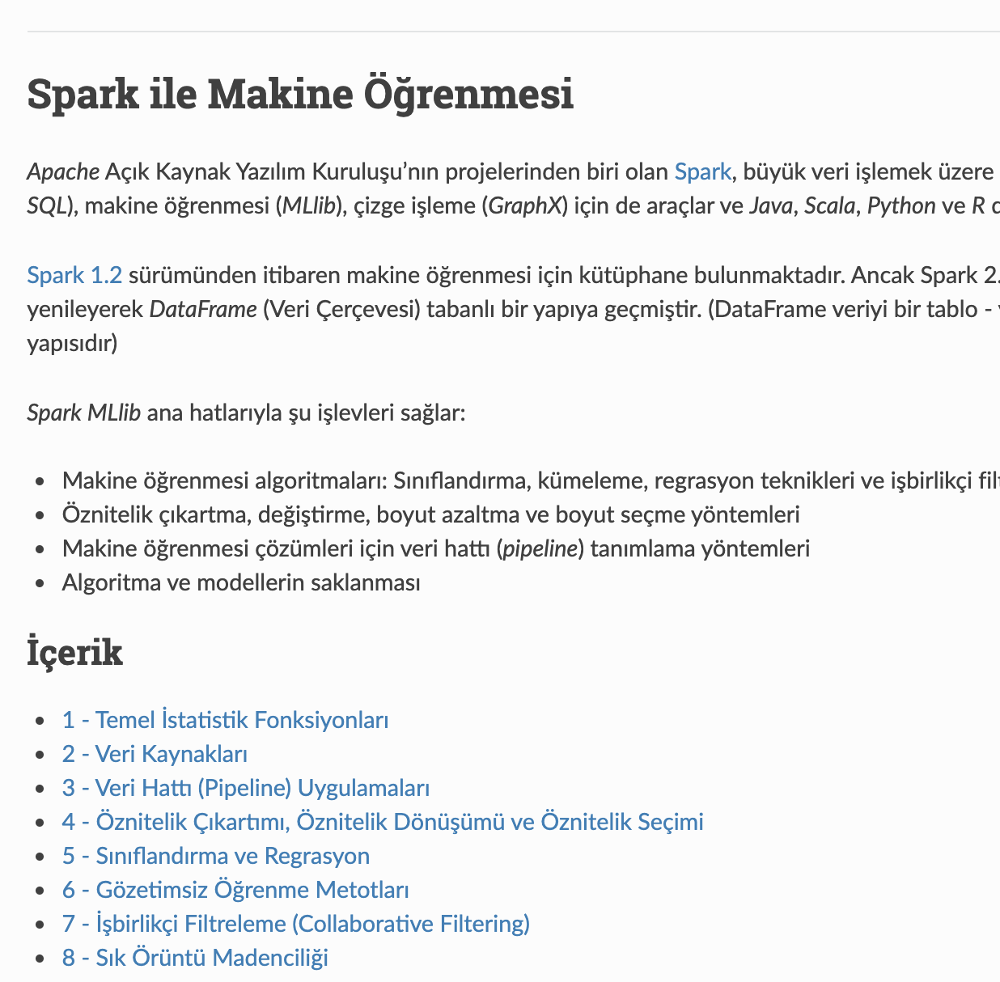 Spark ile Makine Öğrenmesi
Apache Açık Kaynak Yazılım Kuruluşu’nın projelerinden biri olan Spark, büyük veri işlemek üzere
SQL), makine öğrenmesi (MLlib), çizge işleme (GraphX) için de araçlar ve Java, Scala, Python ve R
Spark 1.2 sürümünden itibaren makine öğrenmesi için kütüphane bulunmaktadır. Ancak Spark 2.
yenileyerek DataFrame (Veri Çerçevesi) tabanlı bir yapıya geçmiştir. (DataFrame veriyi bir tablo -
yapısıdır)
Spark MLlib ana hatlarıyla şu işlevleri sağlar:
• Makine öğrenmesi algoritmaları: Sınıflandırma, kümeleme, regrasyon teknikleri ve işbirlikçi
• Öznitelik çıkartma, değiştirme, boyut azaltma ve boyut seçme yöntemleri
• Makine öğrenmesi çözümleri için veri hattı (pipeline) tanımlama yöntemleri
• Algoritma ve modellerin saklanması
İçerik
• 1 - Temel İstatistik Fonksiyonları
• 2 - Veri Kaynakları
• 3 - Veri Hattı (Pipeline) Uygulamaları
• 4 - Öznitelik Çıkartımı, Öznitelik Dönüşümü ve Öznitelik Seçimi
• 5 - Sınıflandırma ve Regrasyon
• 6 - Gözetimsiz Öğrenme Metotları
• 7 - İşbirlikçi Filtreleme (Collaborative Filtering)
• 8 - Sık Örüntü Madenciliği